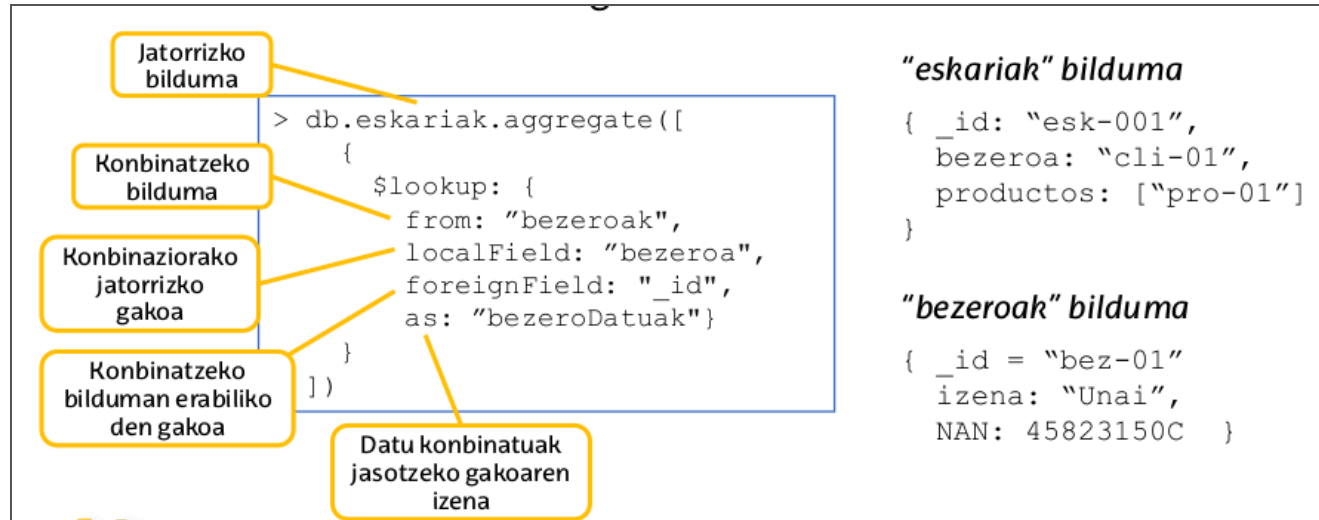 Jatorrizko
bilduma
> db.eskariak.aggregate([
{
Konbinatzeko
bilduma
$lookup: {
from: ”bezeroak",
localField: ”bezeroa",
Konbinaziorako
jatorrizko
gakoa
foreignField: "_id",
as: ”bezeroDatuak"}
}
])
Konbinatzeko
bilduman erabiliko
den gakoa
Datu konbinatuak
jasotzeko gakoaren
izena
“eskariak” bilduma
{ _id: “esk-001”,
bezeroa: “cli-01”,
productos: [“pro-01”]
}
“bezeroak” bilduma
{ _id = “bez-01”
izena: “Unai”,
NAN: 45823150C }